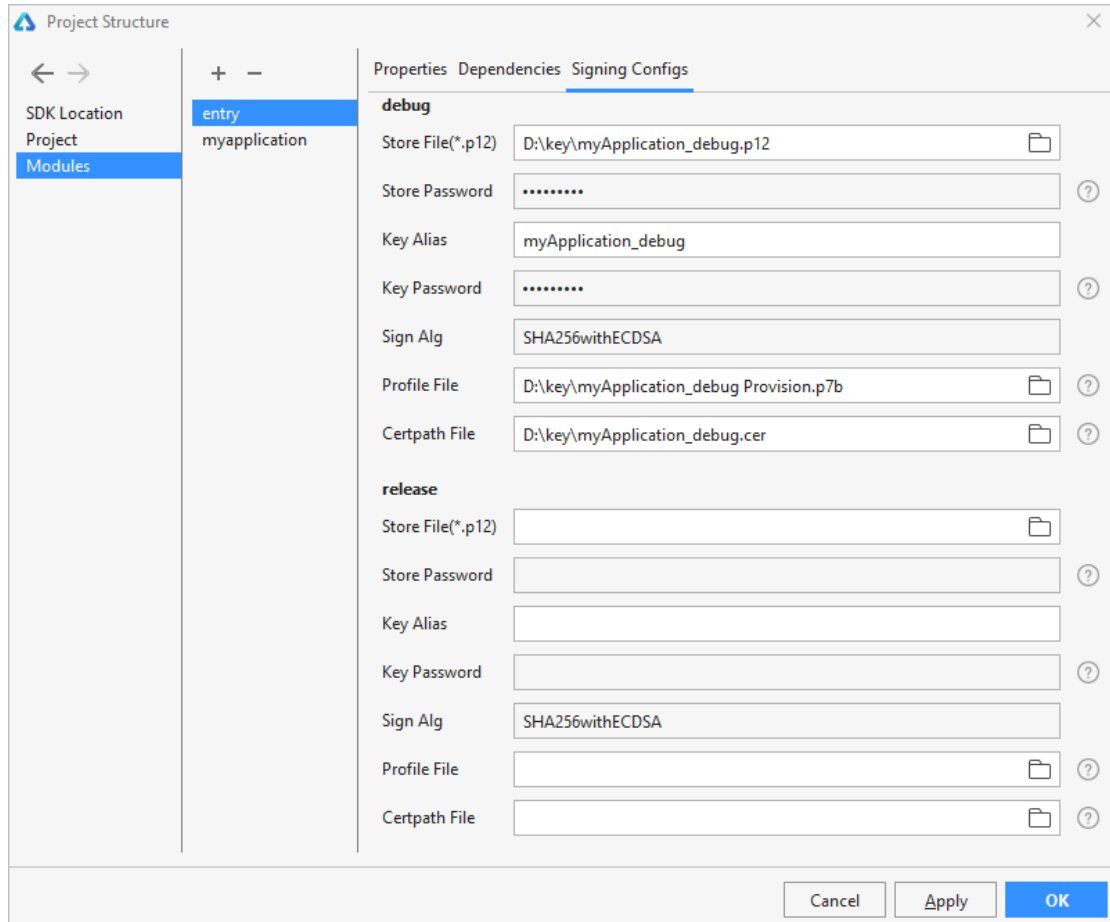 Project Structure
Properties Dependencies Signing Configs
SDK Location
Project
Modules
entry
myapplication
debug
Store File(*.p12) D:\key\myApplication_debug.p12
Store Password •••••••••
Key Alias myApplication_debug
Key Password •••••••••
Sign Alg SHA256withECDSA
Profile File D:\key\myApplication_debug Provision.p7b
Certpath File D:\key\myApplication_debug.cer
release
Store File(*.p12)
Store Password
Key Alias
Key Password
Sign Alg SHA256withECDSA
Profile File
Certpath File
Cancel Apply OK